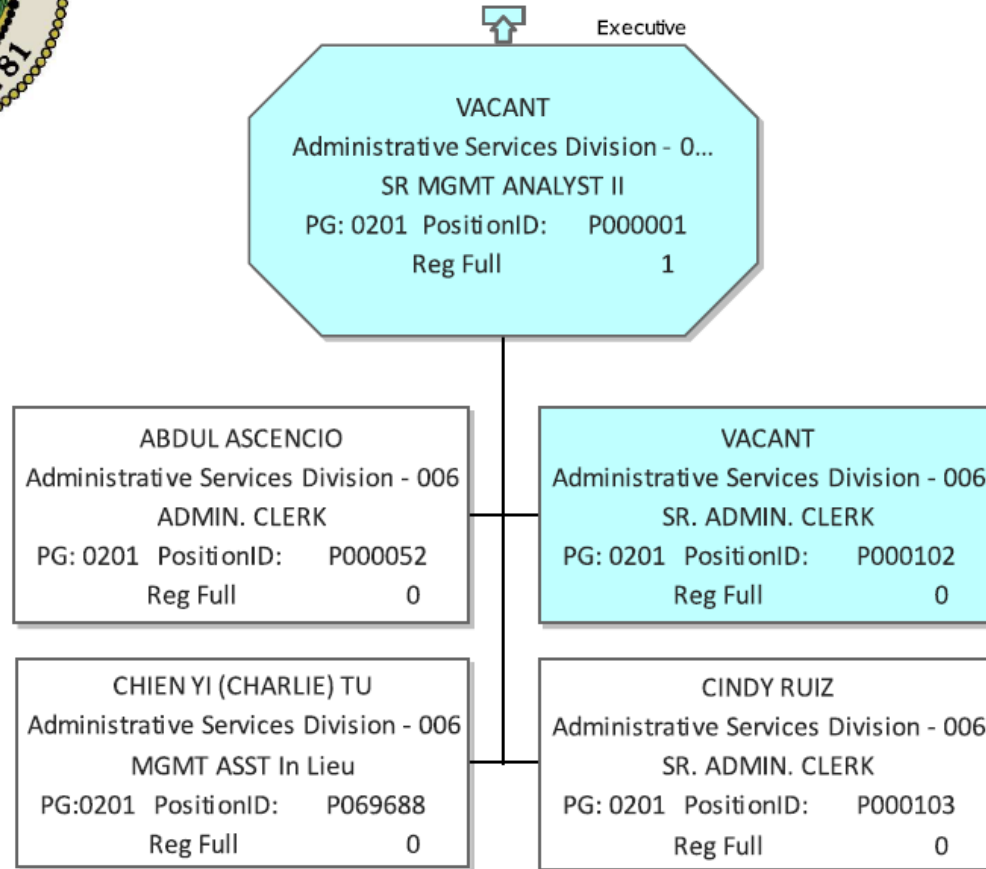 81
Executive
VACANT
Administrative Services Division - 0...
SR MGMT ANALYST II
PG: 0201 PositionID: P000001
Reg Full 1
ABDUL ASCENCIO
Administrative Services Division - 006
ADMIN. CLERK
PG: 0201 PositionID: P000052
Reg Full 0
VACANT
Administrative Services Division - 006
SR. ADMIN. CLERK
PG: 0201 PositionID: P000102
Reg Full 0
CHIEN YI (CHARLIE) TU
Administrative Services Division - 006
MGMT ASST In Lieu
PG:0201 PositionID: P069688
Reg Full 0
CINDY RUIZ
Administrative Services Division - 006
SR. ADMIN. CLERK
PG: 0201 PositionID: P000103
Reg Full 0